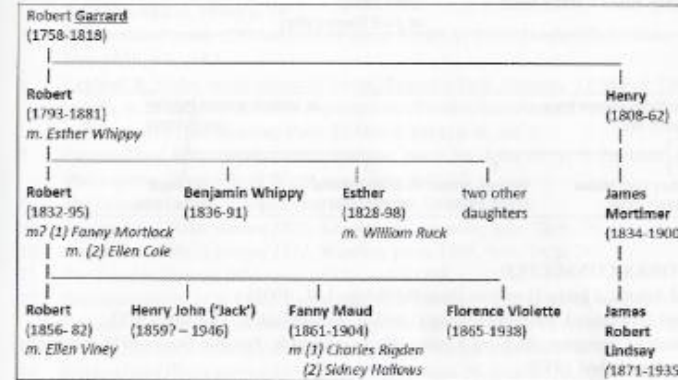 Robert Garrard
(1758-1818)
Robert
(1793-1881)
m. Esther Whippy
Henry
(1808-62)
Robert
(1832-95)
m? (1) Fanny Mortlock
m. (2) Ellen Cole
Benjamin Whippy
(1836-91)
Esther
(1828-98)
m. William Ruck
two other
daughters
James
Mortimer
(1834-1900
Robert
(1856- 82)
m. Ellen Viney
Henry John ('Jack')
(1859? – 1946)
Fanny Maud
(1861-1904)
m (1) Charles Rigden
(2) Sidney Hallows
Florence Violette
(1865-1938)
James
Robert
Lindsay
(1871-1935